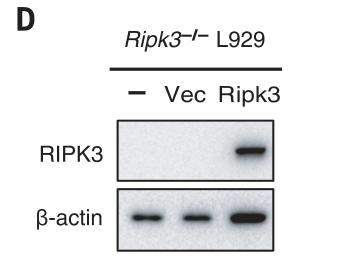 D
Ripk3−/− L929
− Vec Ripk3
RIPK3
β-actin